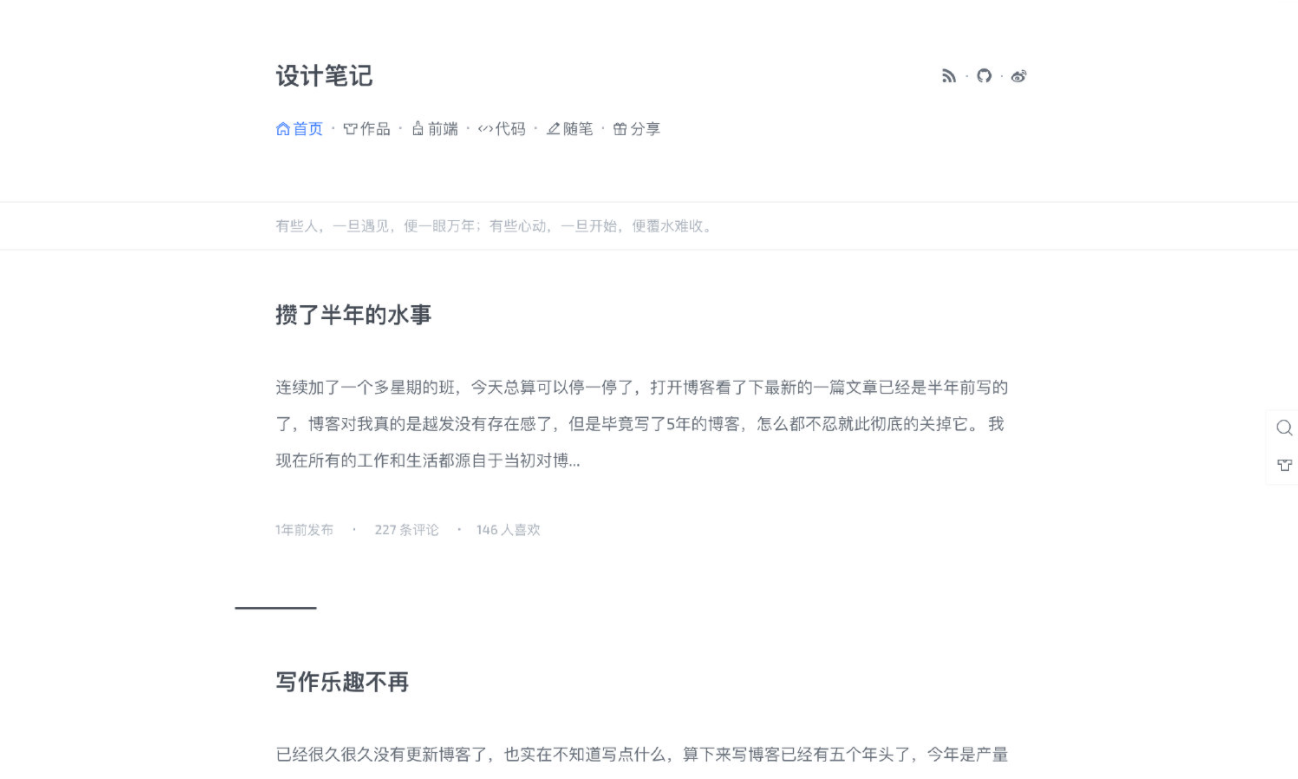 设计笔记
首页 · 作品 · 前端 · 代码 · 随笔 · 分享
有些人，一旦遇见，便一眼万年；有些心动，一旦开始，便覆水难收。
攒了半年的水事
连续加了一个多星期的班，今天总算可以停一停了，打开博客看了下最新的一篇文章已经是半年前写的
了，博客对我真的是越发没有存在感了，但是毕竟写了5年的博客，怎么都不忍就此彻底的关掉它。 我
现在所有的工作和生活都源自于当初对博...
1年前发布 · 227 条评论 · 146 人喜欢
写作乐趣不再
已经很久很久没有更新博客了，也实在不知道写点什么，算下来写博客已经有五个年头了，今年是产量